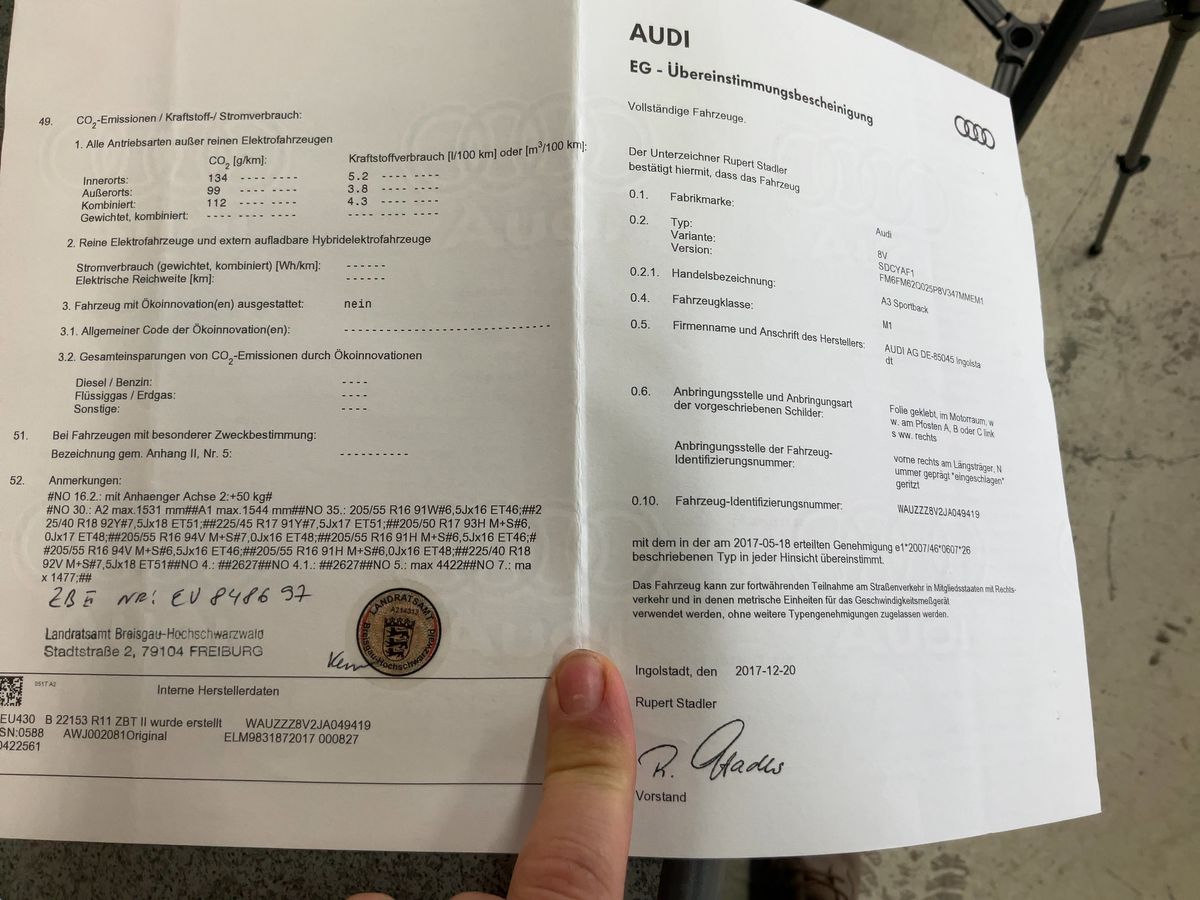 49. CO2-Emissionen / Kraftstoff-/ Stromverbrauch:
1. Alle Antriebsarten außer reinen Elektrofahrzeugen
CO2 [g/km]: Kraftstoffverbrauch [l/100 km] oder [m³/100 km]:
Innerorts: 134 ---- ---- 5.2 ---- ----
Außerorts: 99 ---- ---- 3.8 ---- ----
Kombiniert: 112 ---- ---- 4.3 ---- ----
Gewichtet, kombiniert: ---- ---- ---- ---- ---- ----
2. Reine Elektrofahrzeuge und extern aufladbare Hybridelektrofahrzeuge
Stromverbrauch (gewichtet, kombiniert) [Wh/km]: ------
Elektrische Reichweite [km]: ------
3. Fahrzeug mit Ökoinnovation(en) ausgestattet: nein
3.1. Allgemeiner Code der Ökoinnovation(en): ------------------------------
3.2. Gesamteinsparungen von CO2-Emissionen durch Ökoinnovationen
Diesel / Benzin: ----
Flüssiggas / Erdgas: ----
Sonstige: ----
51. Bei Fahrzeugen mit besonderer Zweckbestimmung:
Bezeichnung gem. Anhang II, Nr. 5: ----------
52. Anmerkungen:
#NO 16.2.: mit Anhaenger Achse 2:+50 kg#
#NO 30.: A2 max.1531 mm##A1 max.1544 mm##NO 35.: 205/55 R16 91W#6,5Jx16 ET46;##2
25/40 R18 92Y#7,5Jx18 ET51;##225/45 R17 91Y#7,5Jx17 ET51;##205/50 R17 93H M+S#6,
0Jx17 ET48;##205/55 R16 94V M+S#7,0Jx16 ET48;##205/55 R16 91H M+S#6,5Jx16 ET46;#
#205/55 R16 94V M+S#6,5Jx16 ET46;##205/55 R16 91H M+S#6,0Jx16 ET48;##225/40 R18
92V M+S#7,5Jx18 ET51##NO 4.: ##2627##NO 4.1.: ##2627##NO 5.: max 4422##NO 7.: ma
x 1477;##
ZBE NR: EV 848697
Landratsamt Breisgau-Hochschwarzwald
Stadtstraße 2, 79104 FREIBURG
LANDRATSAMT
A214313
Breisgau-Hochschwarzwald
0517 A2
Interne Herstellerdaten
EU430 B 22153 R11 ZBT II wurde erstellt WAUZZZ8V2JA049419
SN:0588 AWJ002081Original ELM9831872017 000827
0422561
AUDI
EG - Übereinstimmungsbescheinigung
Vollständige Fahrzeuge.
Der Unterzeichner Rupert Stadler
bestätigt hiermit, dass das Fahrzeug
0.1. Fabrikmarke: Audi
0.2. Typ: 8V
Variante: SDCYAF1
Version: FM6FM62Q025P8V347MMEM1
0.2.1. Handelsbezeichnung: A3 Sportback
0.4. Fahrzeugklasse: M1
0.5. Firmenname und Anschrift des Herstellers: AUDI AG DE-85045 Ingolsta
dt
0.6. Anbringungsstelle und Anbringungsart
der vorgeschriebenen Schilder:
Folie geklebt, im Motorraum, w
w. am Pfosten A, B oder C link
s ww. rechts
Anbringungsstelle der Fahrzeug-
Identifizierungsnummer:
vorne rechts am Längsträger, N
ummer geprägt "eingeschlagen"
geritzt
0.10. Fahrzeug-Identifizierungsnummer: WAUZZZ8V2JA049419
mit dem in der am 2017-05-18 erteilten Genehmigung e1*2007/46*0607*26
beschriebenen Typ in jeder Hinsicht übereinstimmt.
Das Fahrzeug kann zur fortwährenden Teilnahme am Straßenverkehr in Mitgliedsstaaten mit Rechts-
verkehr und in denen metrische Einheiten für das Geschwindigkeitsmeßgerät
verwendet werden, ohne weitere Typengenehmigungen zugelassen werden.
Ingolstadt, den 2017-12-20
Rupert Stadler
R. Stadler
Vorstand